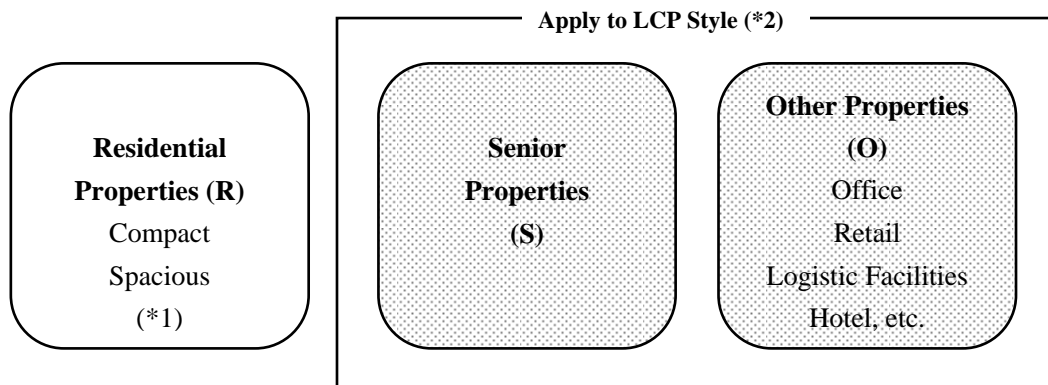 Apply to LCP Style (*2)
Residential
Properties (R)
Compact
Spacious
(*1)
Senior
Properties
(S)
Other Properties
(O)
Office
Retail
Logistic Facilities
Hotel, etc.